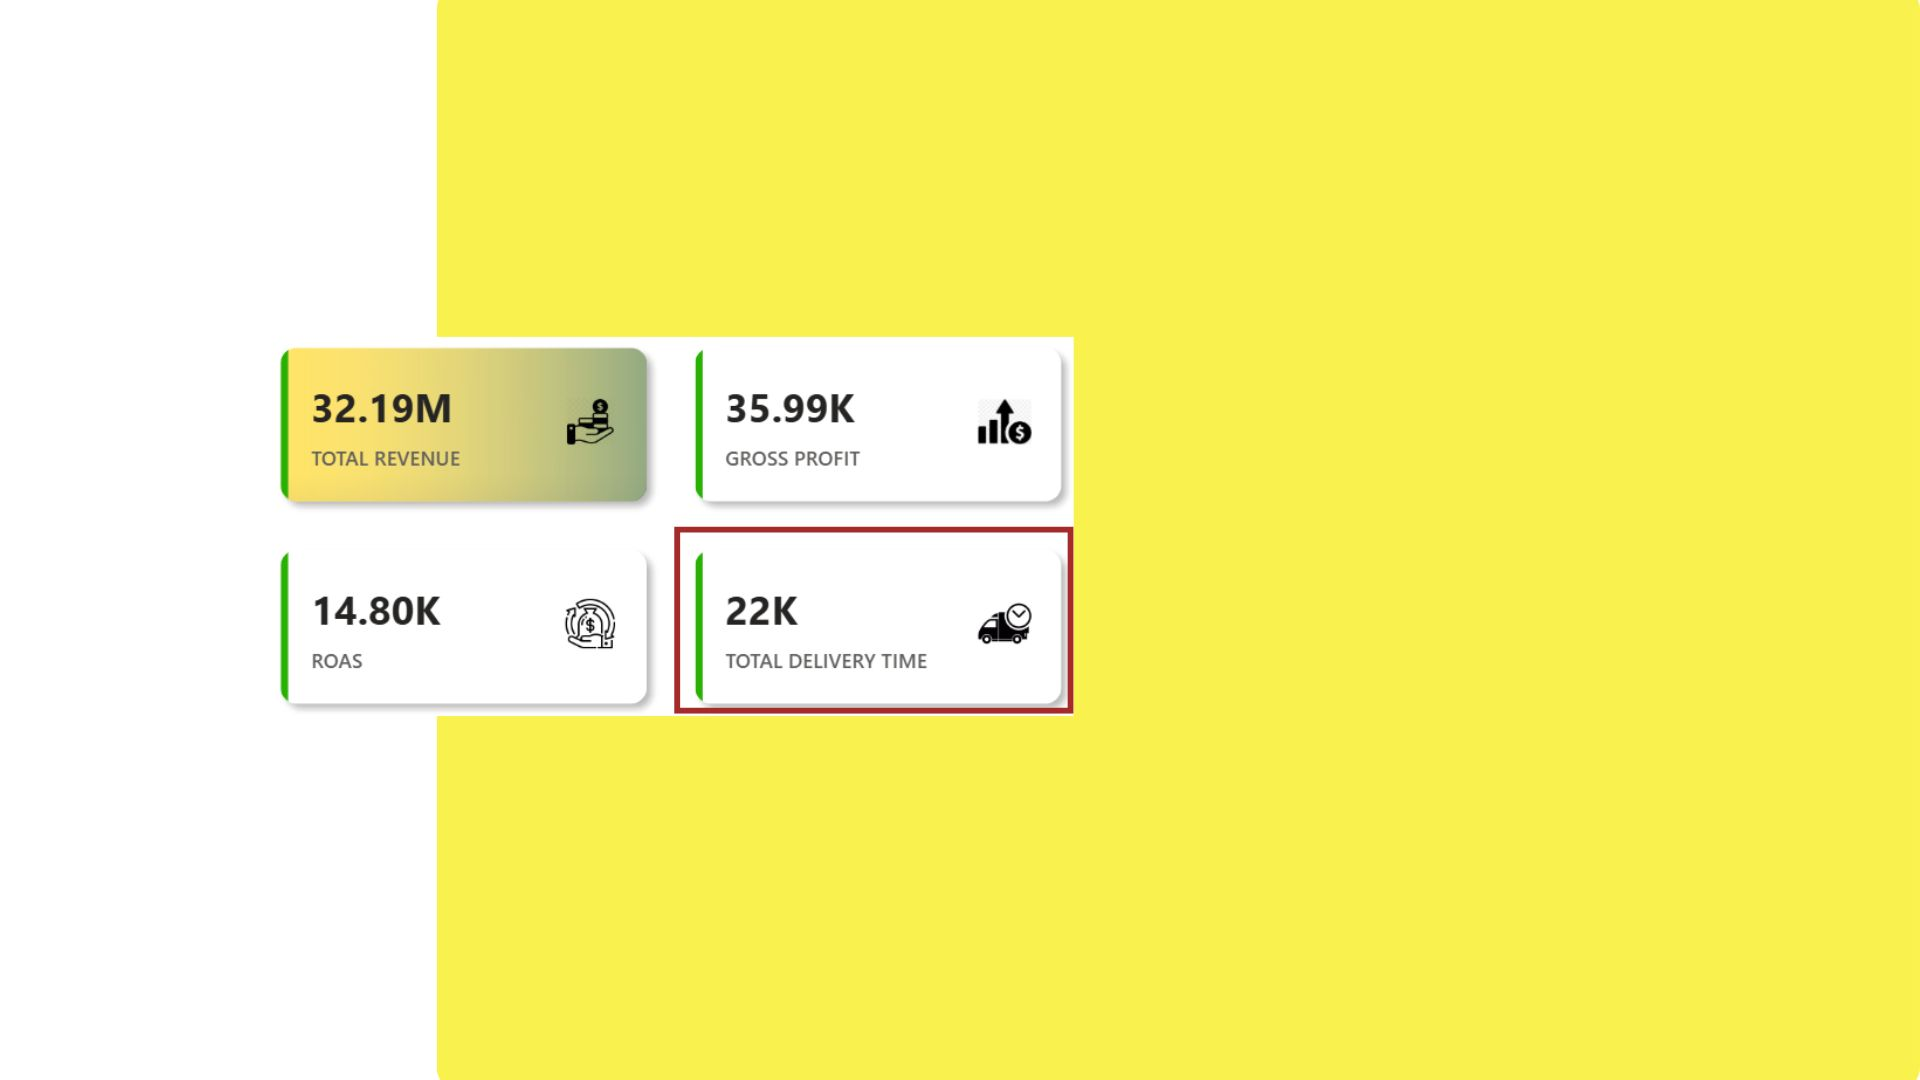 32.19M
TOTAL REVENUE
35.99K
GROSS PROFIT
14.80K
ROAS
22K
TOTAL DELIVERY TIME